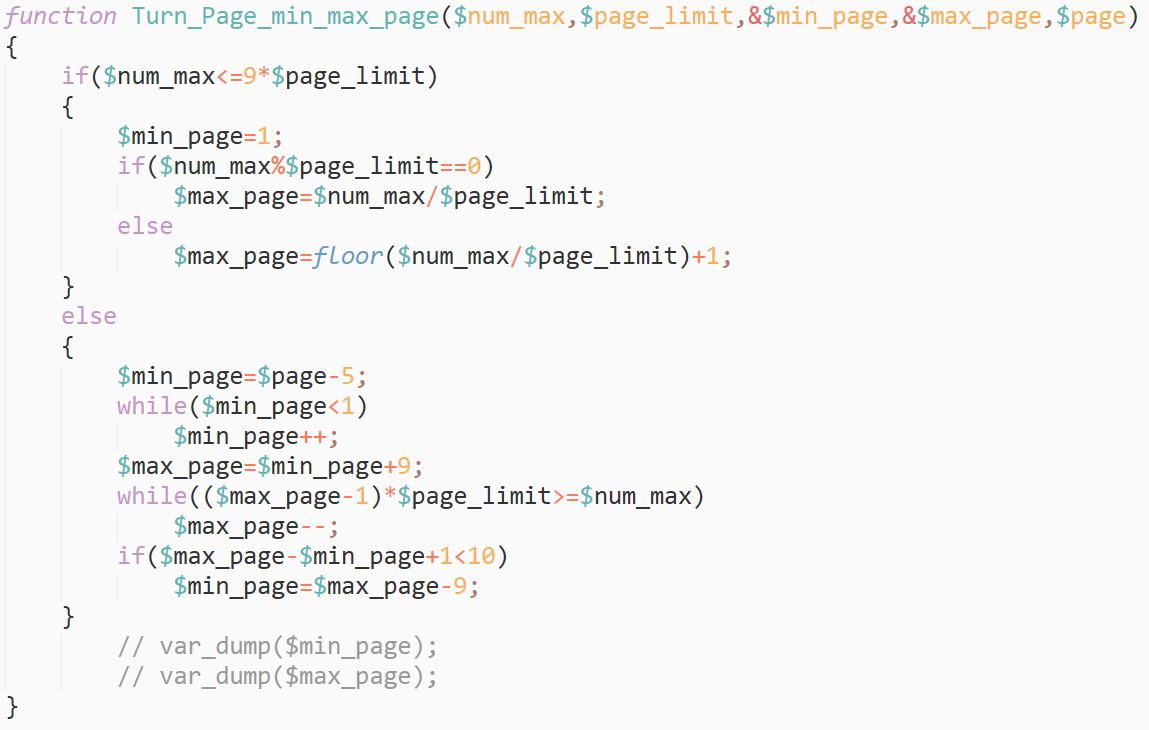 function Turn_Page_min_max_page($num_max,$page_limit,&$min_page,&$max_page,$page)
{
    if($num_max<=9*$page_limit)
    {
        $min_page=1;
        if($num_max%$page_limit==0)
            $max_page=$num_max/$page_limit;
        else
            $max_page=floor($num_max/$page_limit)+1;
    }
    else
    {
        $min_page=$page-5;
        while($min_page<1)
            $min_page++;
        $max_page=$min_page+9;
        while(($max_page-1)*$page_limit>=$num_max)
            $max_page--;
        if($max_page-$min_page+1<10)
            $min_page=$max_page-9;
    }
        // var_dump($min_page);
        // var_dump($max_page);
}